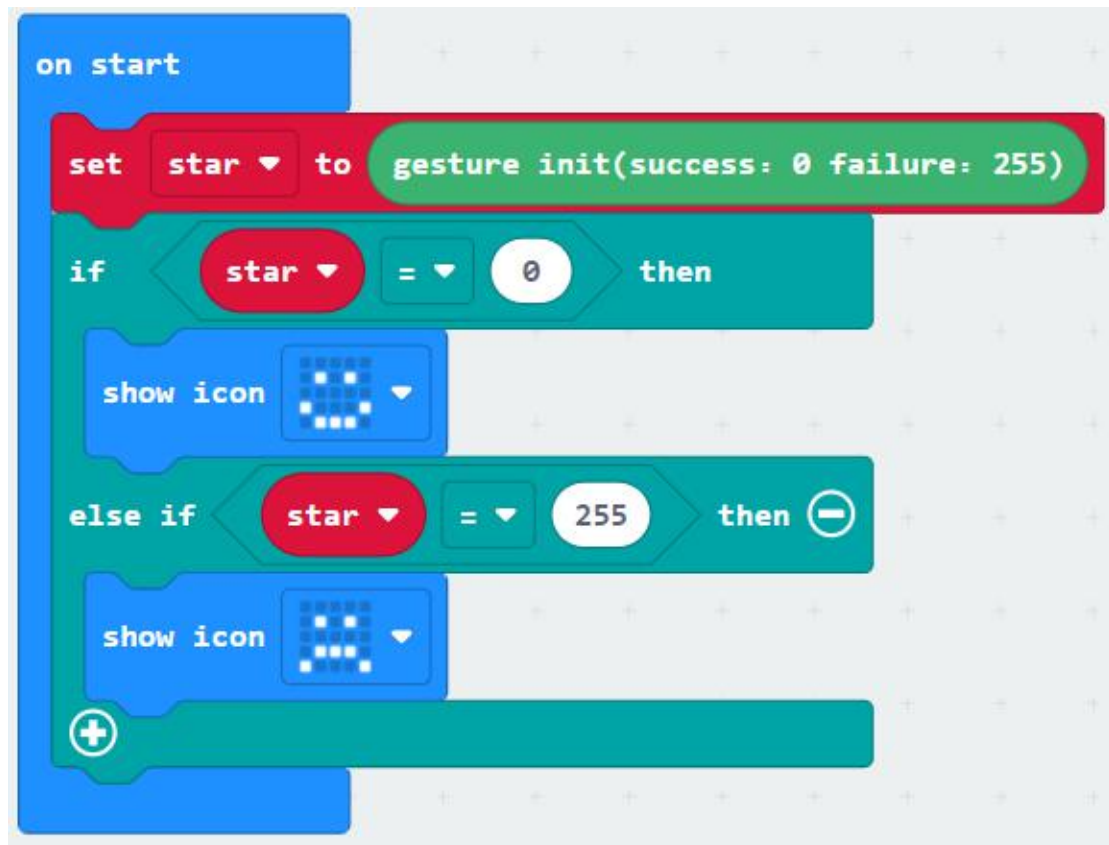 on start
set star to gesture init(success: 0 failure: 255)
if star = 0 then
show icon
else if star = 255 then
show icon